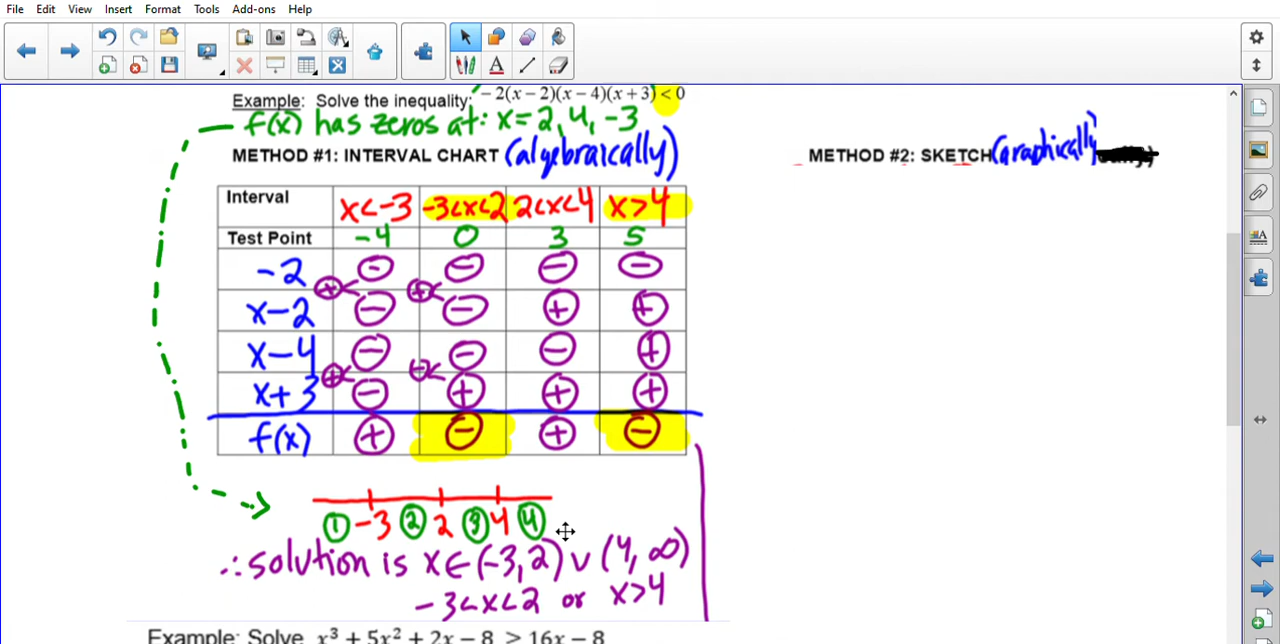 File Edit View Insert Format Tools Add-ons Help
Example: Solve the inequality: -2(x-2)(x-4)(x+3) < 0
f(x) has zeros at: x=2, 4, -3
METHOD #1: INTERVAL CHART (algebraically)
METHOD #2: SKETCH (Graphically)
Interval x<-3 -3<x<2 2<x<4 x>4
Test Point -4 0 3 5
-2 - - - -
+ +
x-2 - - + +
x-4 - - - +
+ +
x+3 - + + +
f(x) + - + -
1 -3 2 2 3 4 4
∴ solution is x∈(-3,2)∪(4,∞)
-3<x<2 or x>4
Example: Solve x³ + 5x² + 2x - 8 > 16x - 8